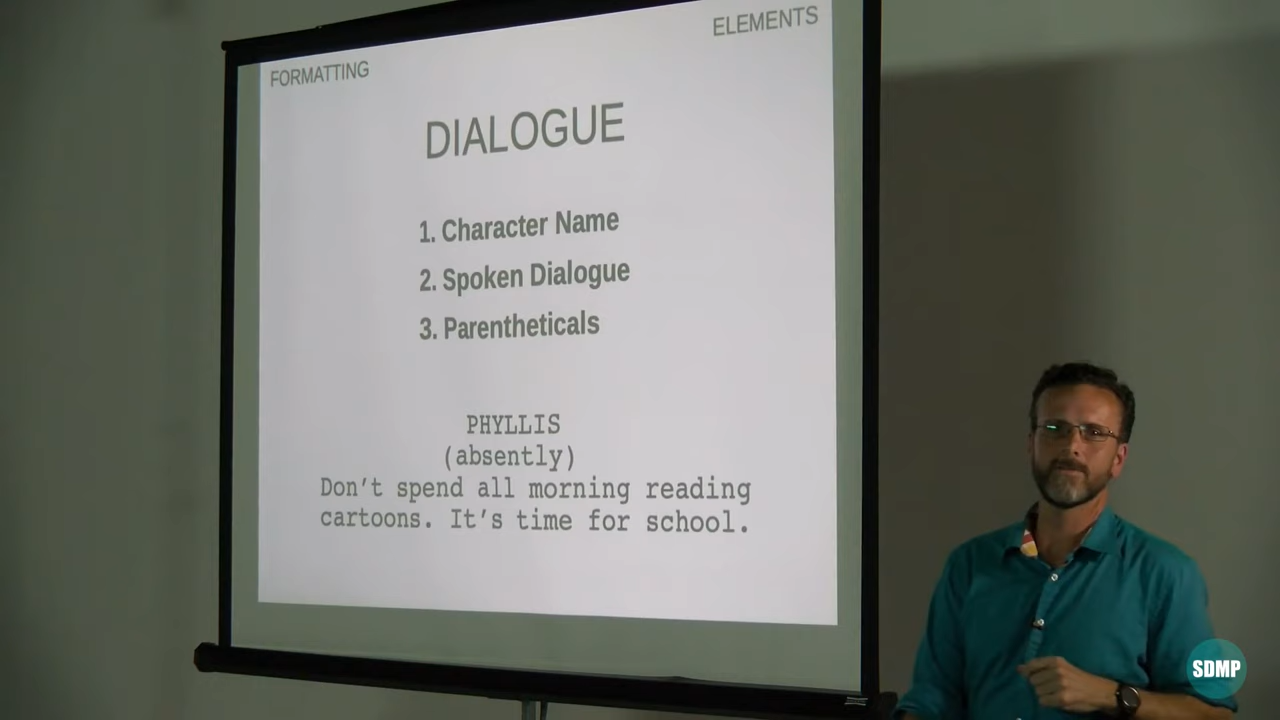 FORMATTING
ELEMENTS
DIALOGUE
1. Character Name
2. Spoken Dialogue
3. Parentheticals
PHYLLIS
(absently)
Don't spend all morning reading
cartoons. It's time for school.
SDMP